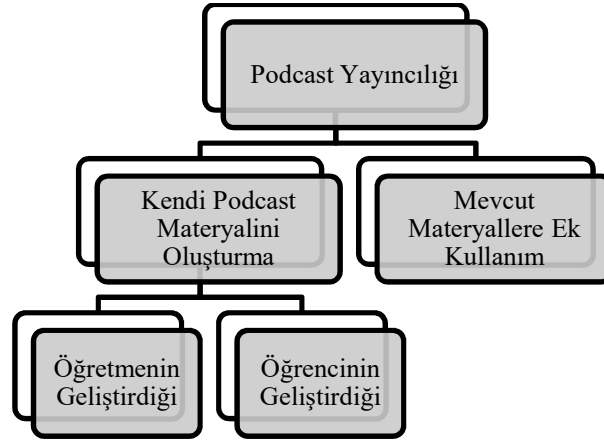 Podcast Yayıncılığı
Kendi Podcast
Materyalini
Oluşturma
Mevcut
Materyallere Ek
Kullanım
Öğretmenin
Geliştirdiği
Öğrencinin
Geliştirdiği